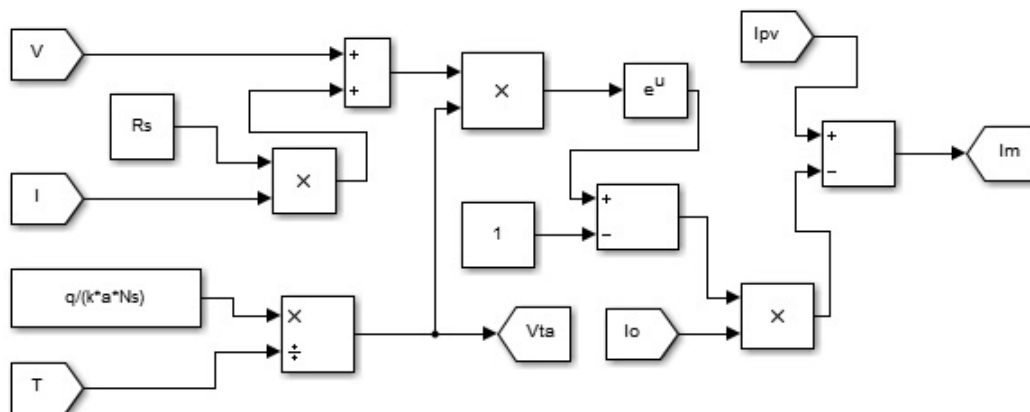 Ipv
V
+
+
×
e^u
Rs
+
−
Im
×
I
+
−
1
q/(k*a*Ns)
×
÷
Vta
Io
×
T